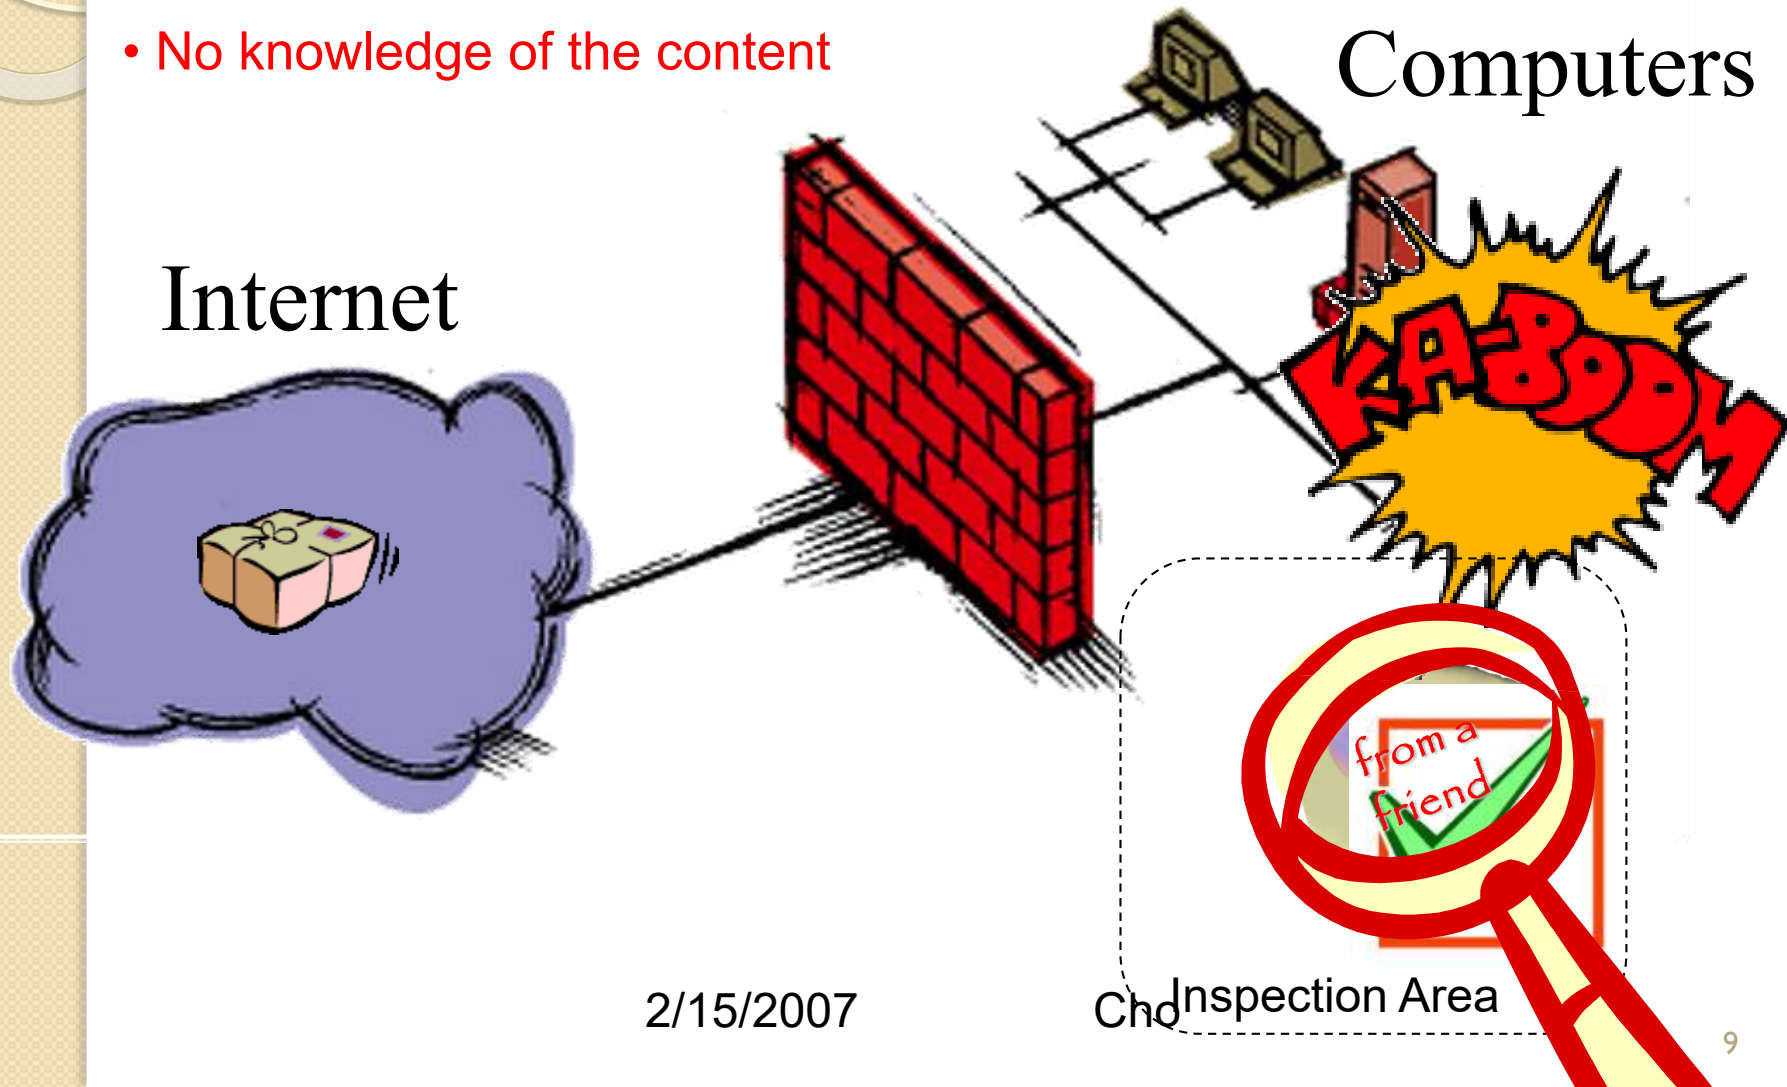 • No knowledge of the content
Computers
Internet
KA-BOOM
from a
friend
Inspection Area
2/15/2007
Cho
9